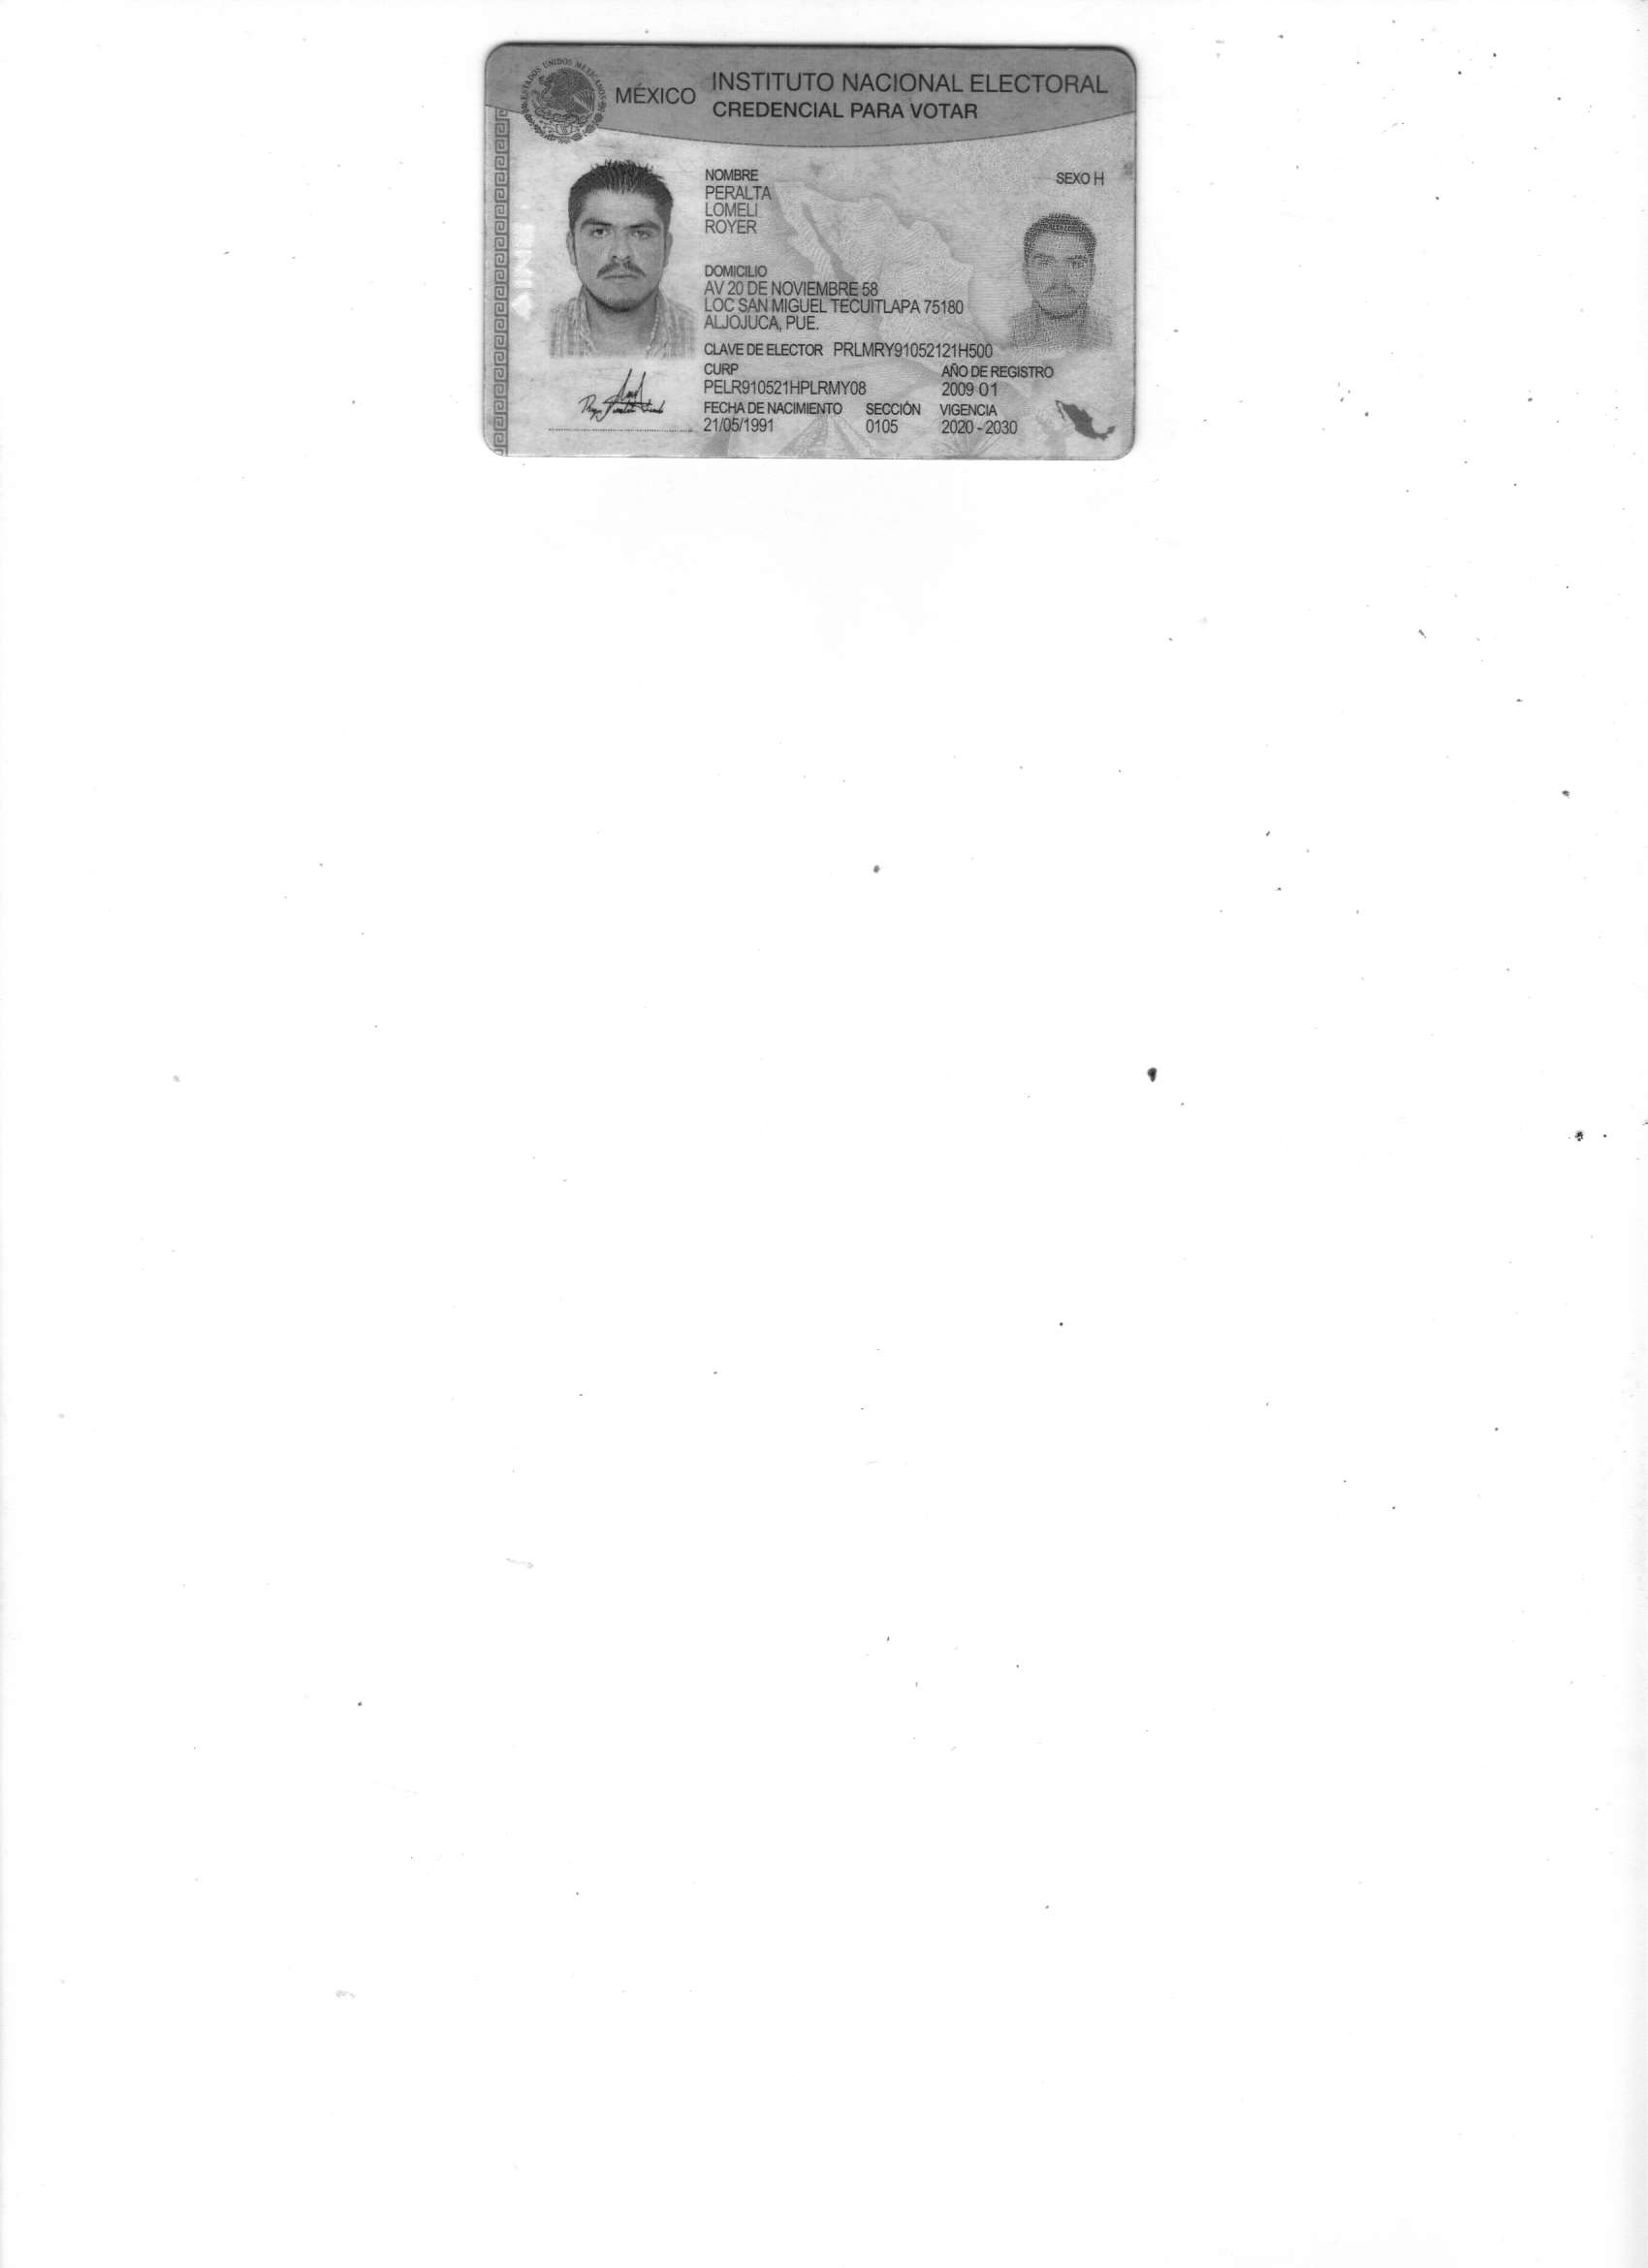 ESTADOS UNIDOS MEXICANOS
MÉXICO
INSTITUTO NACIONAL ELECTORAL
CREDENCIAL PARA VOTAR
NOMBRE
PERALTA
LOMELI
ROYER
SEXO H
DOMICILIO
AV 20 DE NOVIEMBRE 58
LOC SAN MIGUEL TECUITLAPA 75180
ALJOJUCA, PUE.
CLAVE DE ELECTOR PRLMRY91052121H500
CURP
PELR910521HPLRMY08
AÑO DE REGISTRO
2009 01
FECHA DE NACIMIENTO
21/05/1991
SECCIÓN
0105
VIGENCIA
2020 - 2030